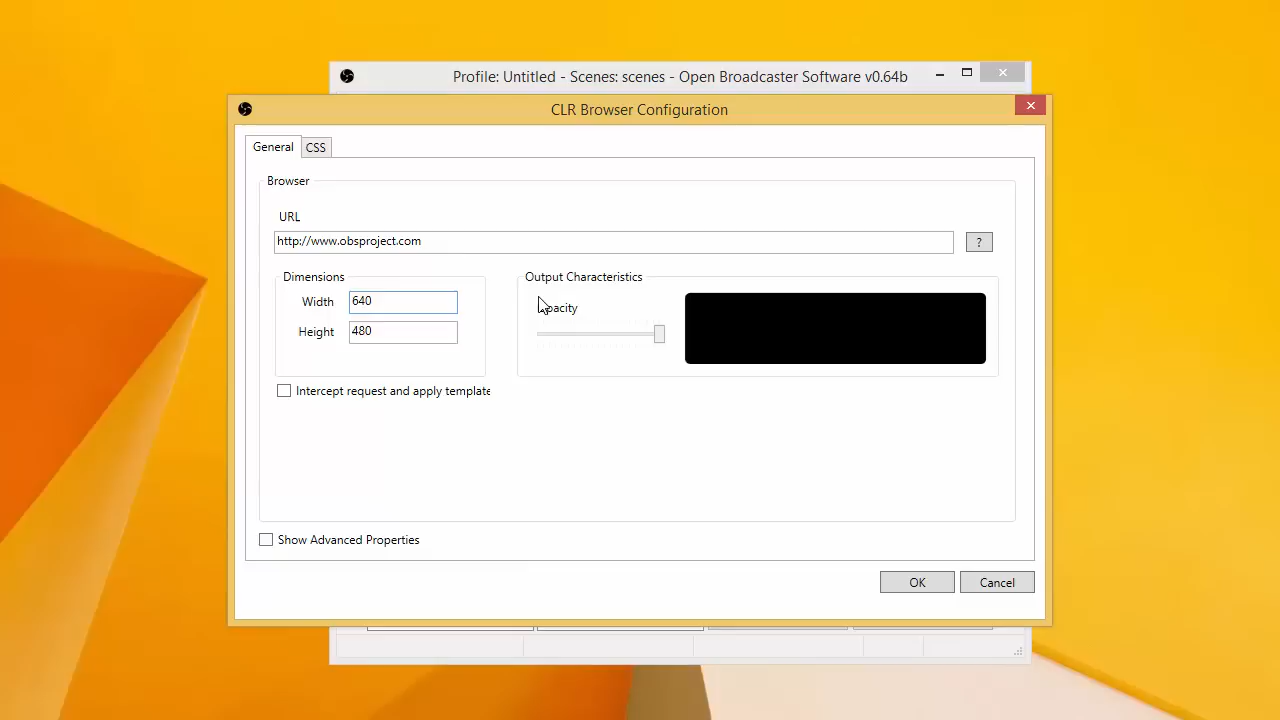 Profile: Untitled - Scenes: scenes - Open Broadcaster Software v0.64b
CLR Browser Configuration
General CSS
Browser
URL
http://www.obsproject.com ?
Dimensions Output Characteristics
Width 640
pacity
Height 480
Intercept request and apply template
Show Advanced Properties
OK Cancel